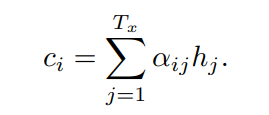 c_i = \sum_{j=1}^{T_x} \alpha_{ij} h_j.